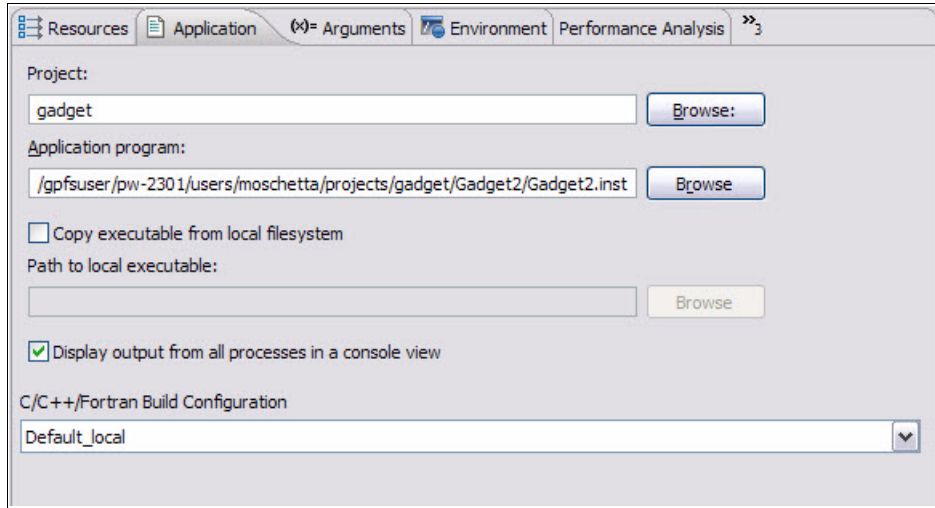 Resources Application (x)= Arguments Environment Performance Analysis »3
Project:
gadget Browse:
Application program:
/gpfsuser/pw-2301/users/moschetta/projects/gadget/Gadget2/Gadget2.inst Browse
Copy executable from local filesystem
Path to local executable:
Browse
Display output from all processes in a console view
C/C++/Fortran Build Configuration
Default_local